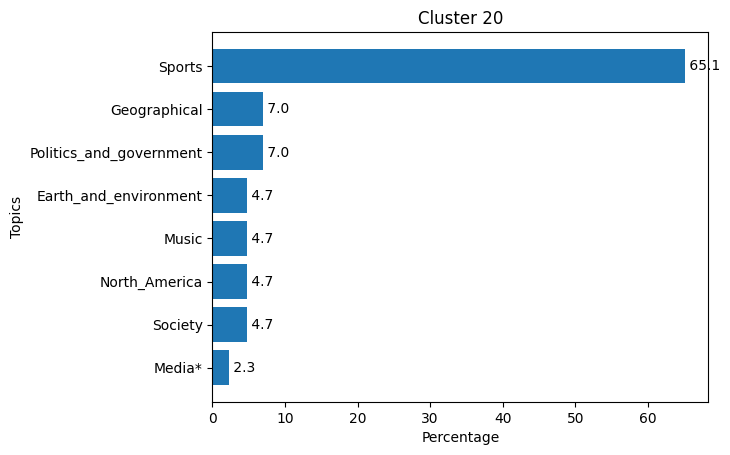 Cluster 20
Topics
Sports 65.1
Geographical 7.0
Politics_and_government 7.0
Earth_and_environment 4.7
Music 4.7
North_America 4.7
Society 4.7
Media* 2.3
0 10 20 30 40 50 60
Percentage